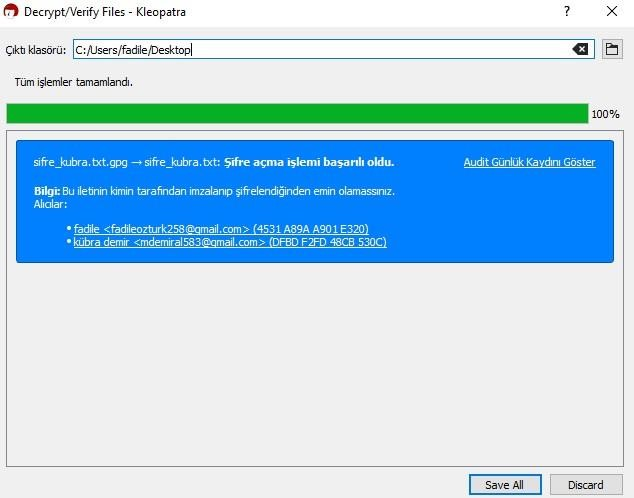 Decrypt/Verify Files - Kleopatra
Çıktı klasörü: C:/Users/fadile/Desktop
Tüm işlemler tamamlandı.
100%
sifre_kubra.txt.gpg → sifre_kubra.txt: Şifre açma işlemi başarılı oldu. Audit Günlük Kaydını Göster
Bilgi: Bu iletinin kimin tarafından imzalanıp şifrelendiğinden emin olamassınız.
Alıcılar:
• fadile <fadileozturk258@gmail.com> (4531 A89A A901 E320)
• kübra demir <mdemiral583@gmail.com> (DFBD F2FD 48CB 530C)
Save All Discard